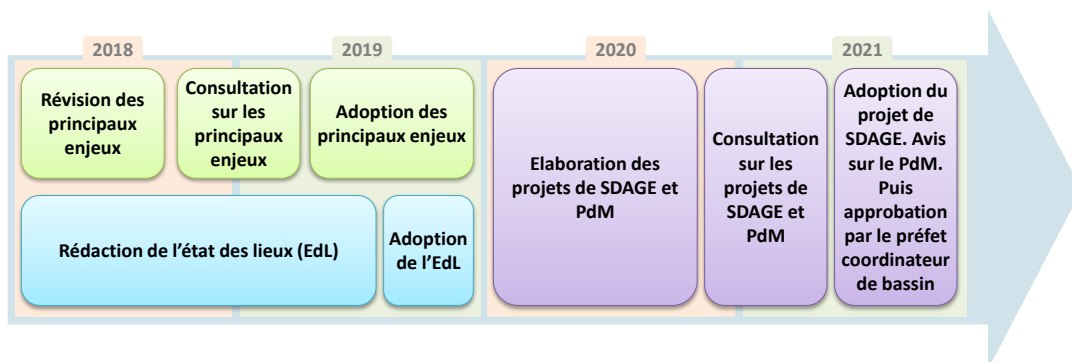 2018
2019
2020
2021
Révision des
principaux
enjeux
Consultation
sur les
principaux
enjeux
Adoption des
principaux enjeux
Rédaction de l’état des lieux (EdL)
Adoption
de l’EdL
Elaboration des
projets de SDAGE et
PdM
Consultation
sur les
projets de
SDAGE et
PdM
Adoption du
projet de
SDAGE. Avis
sur le PdM.
Puis
approbation
par le préfet
coordinateur
de bassin